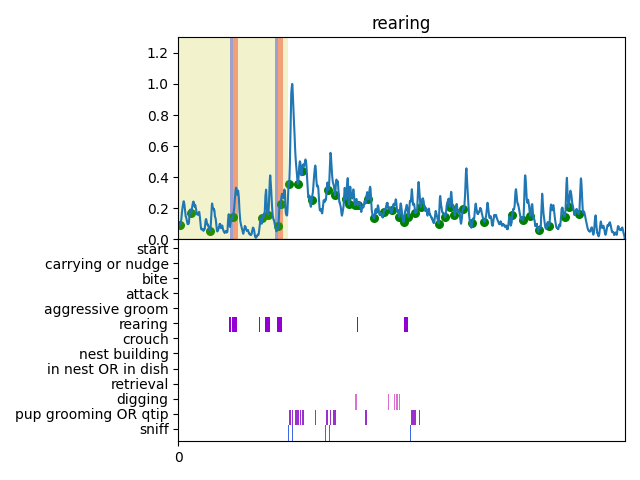 rearing
1.2
1.0
0.8
0.6
0.4
0.2
0.0
start
carrying or nudge
bite
attack
aggressive groom
rearing
crouch
nest building
in nest OR in dish
retrieval
digging
pup grooming OR qtip
sniff
0